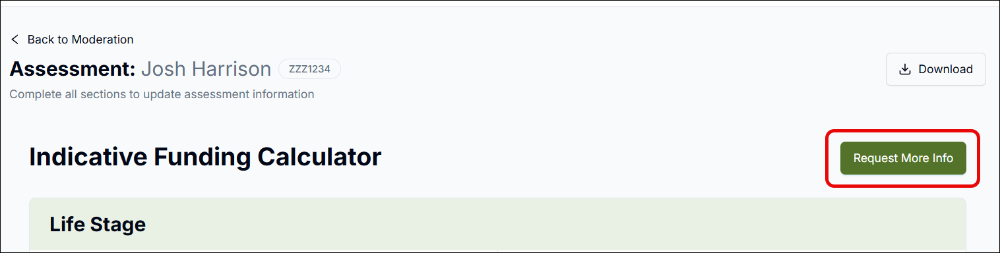 Back to Moderation
Assessment: Josh Harrison ZZZ1234
Download
Complete all sections to update assessment information
Indicative Funding Calculator
Request More Info
Life Stage